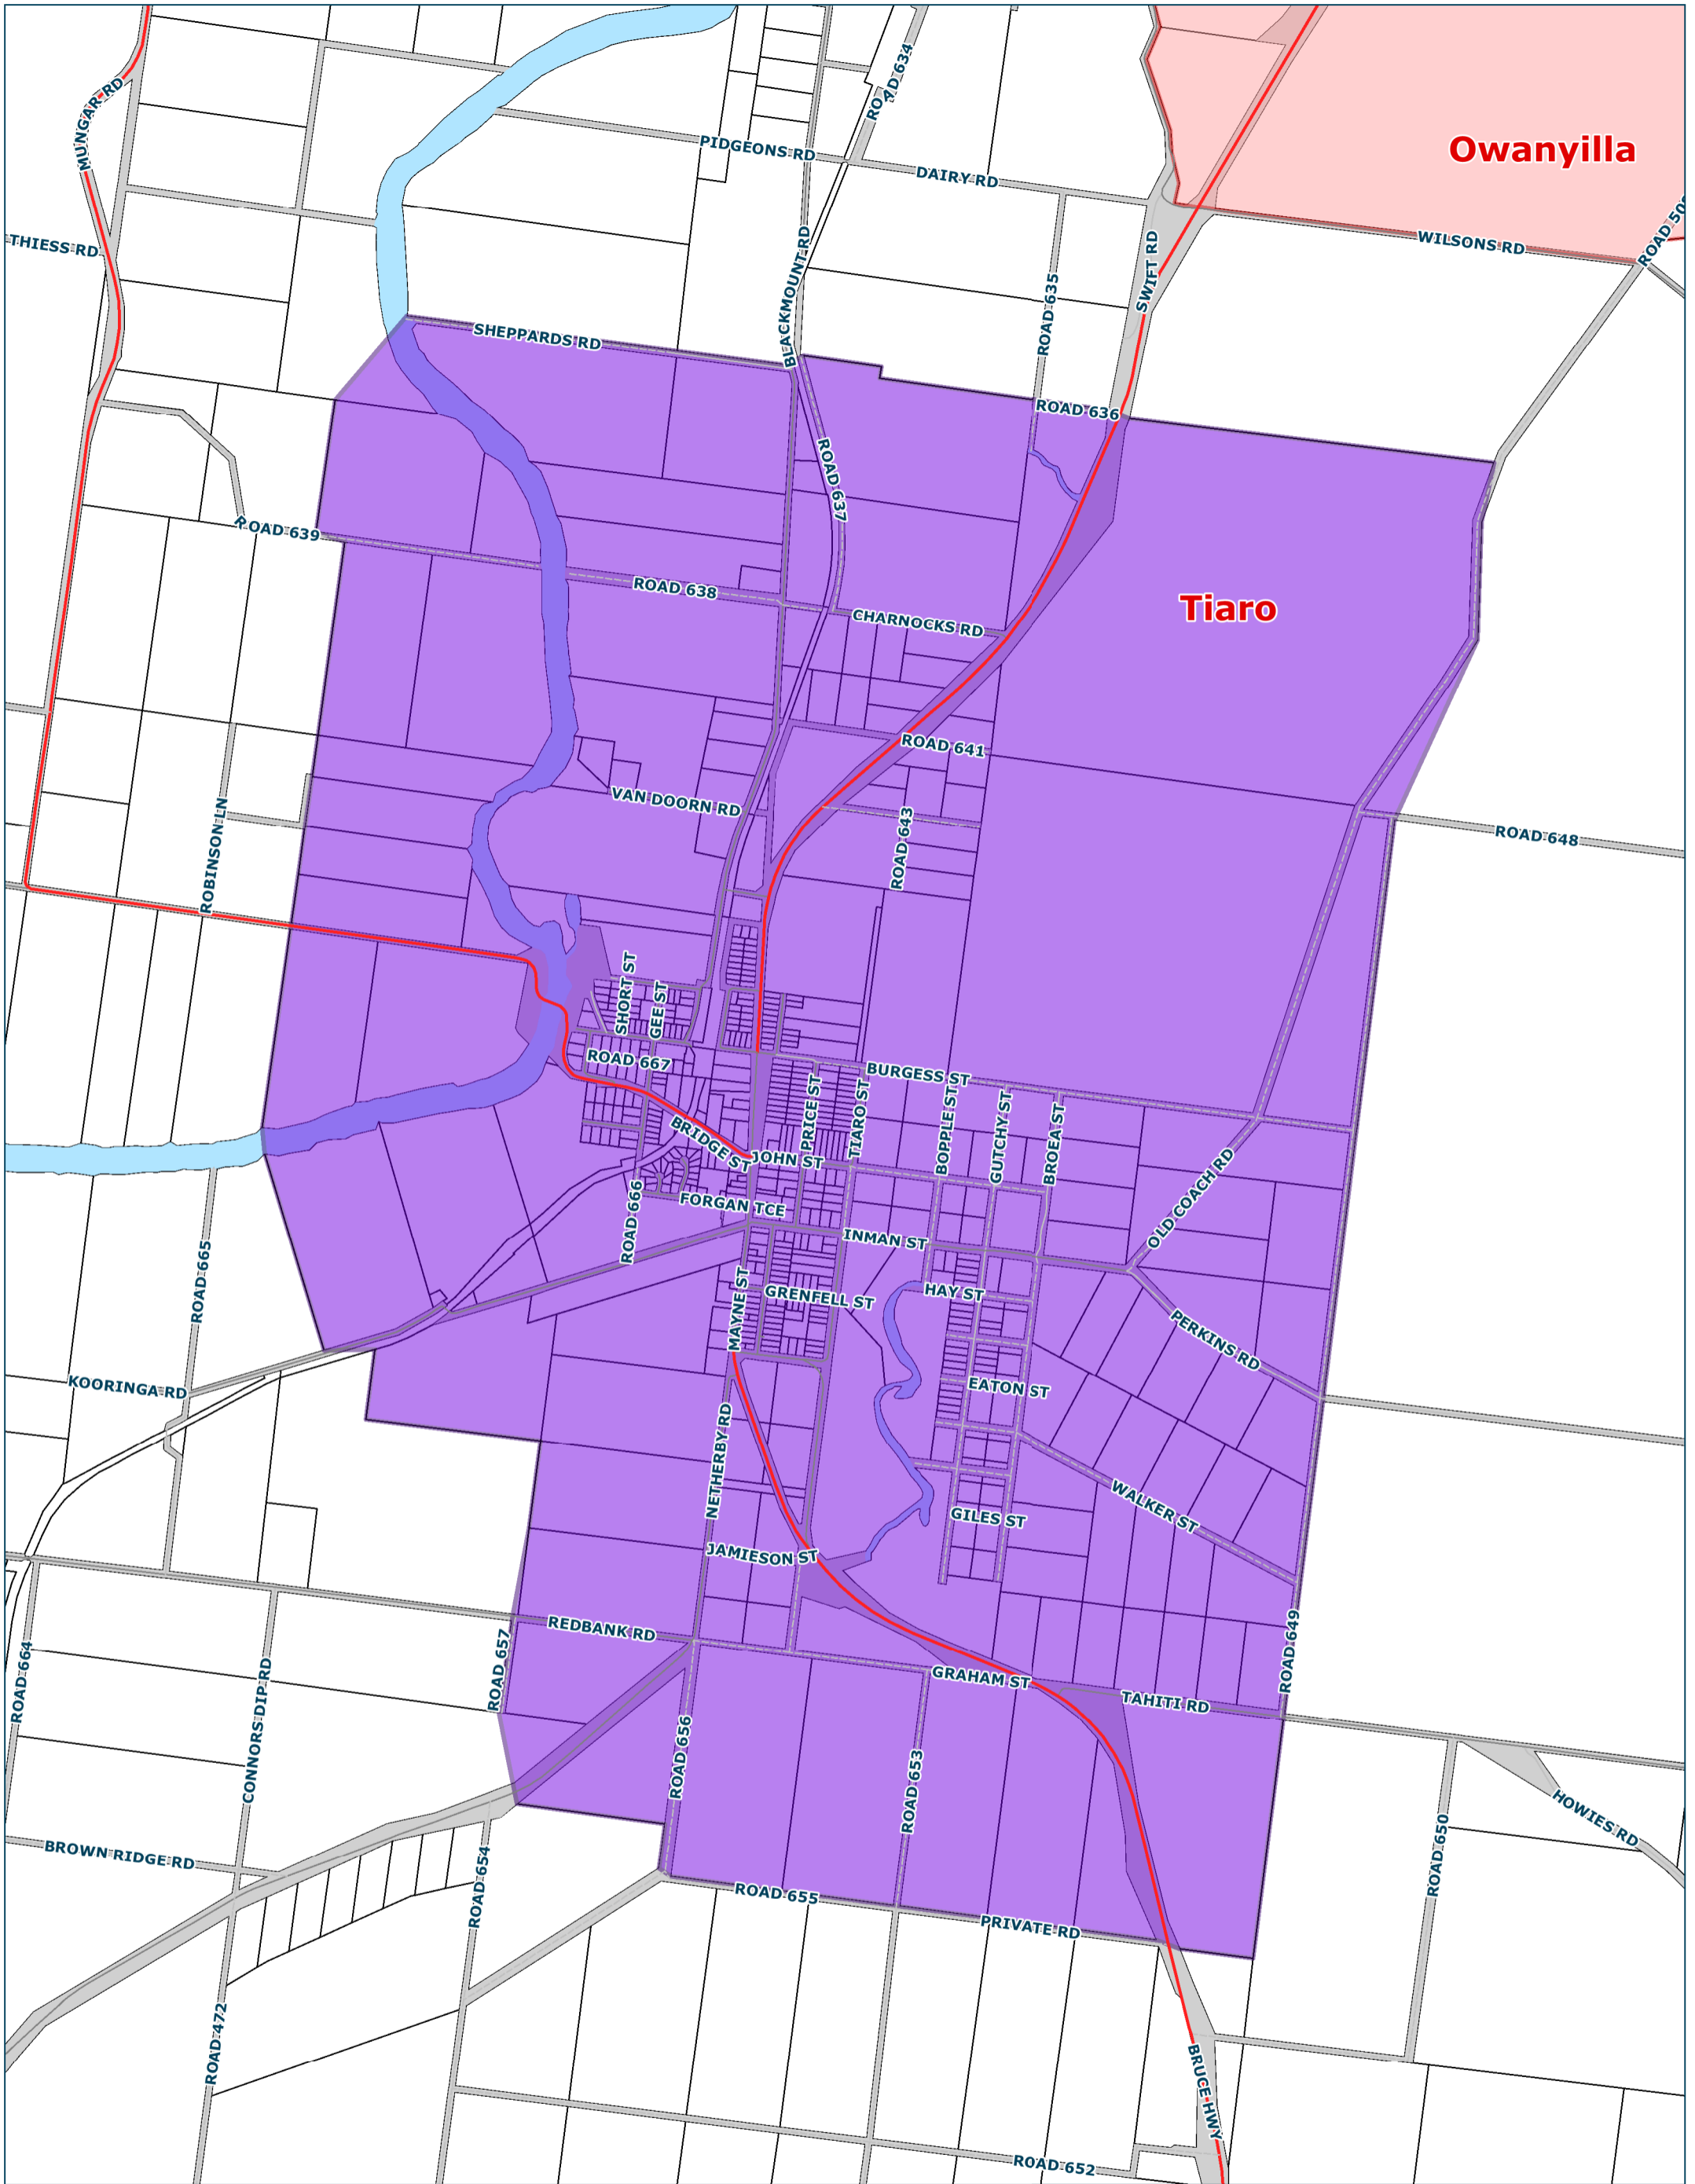 MUNGAR RD
ROAD 634
PIDGEONS RD
DAIRY RD
Owanyilla
THIESS RD
WILSONS RD
SWIFT RD
BLACKMOUNT RD
ROAD 635
SHEPPARDS RD
ROAD 636
ROAD 637
ROAD 639
ROAD 638
CHARNOCKS RD
Tiaro
ROAD 641
VAN DOORN RD
ROAD 643
ROAD 648
ROBINSON LN
SHORT ST
GEE ST
ROAD 667
BURGESS ST
PRICE ST
TIARO ST
BOPPLE ST
GUTCHY ST
BROEA ST
BRIDGE ST
JOHN ST
OLD COACH RD
FORGAN TCE
ROAD 666
INMAN ST
ROAD 665
MAYNE ST
GRENFELL ST
HAY ST
PERKINS RD
KOORINGA RD
EATON ST
NETHERBY RD
WALKER ST
GILES ST
JAMIESON ST
REDBANK RD
ROAD 657
ROAD 649
ROAD 664
CONNORS DIP RD
GRAHAM ST
TAHITI RD
ROAD 656
ROAD 653
HOWIES RD
ROAD 650
BROWN RIDGE RD
ROAD 654
ROAD 655
PRIVATE RD
ROAD 472
BRUCE HWY
ROAD 652